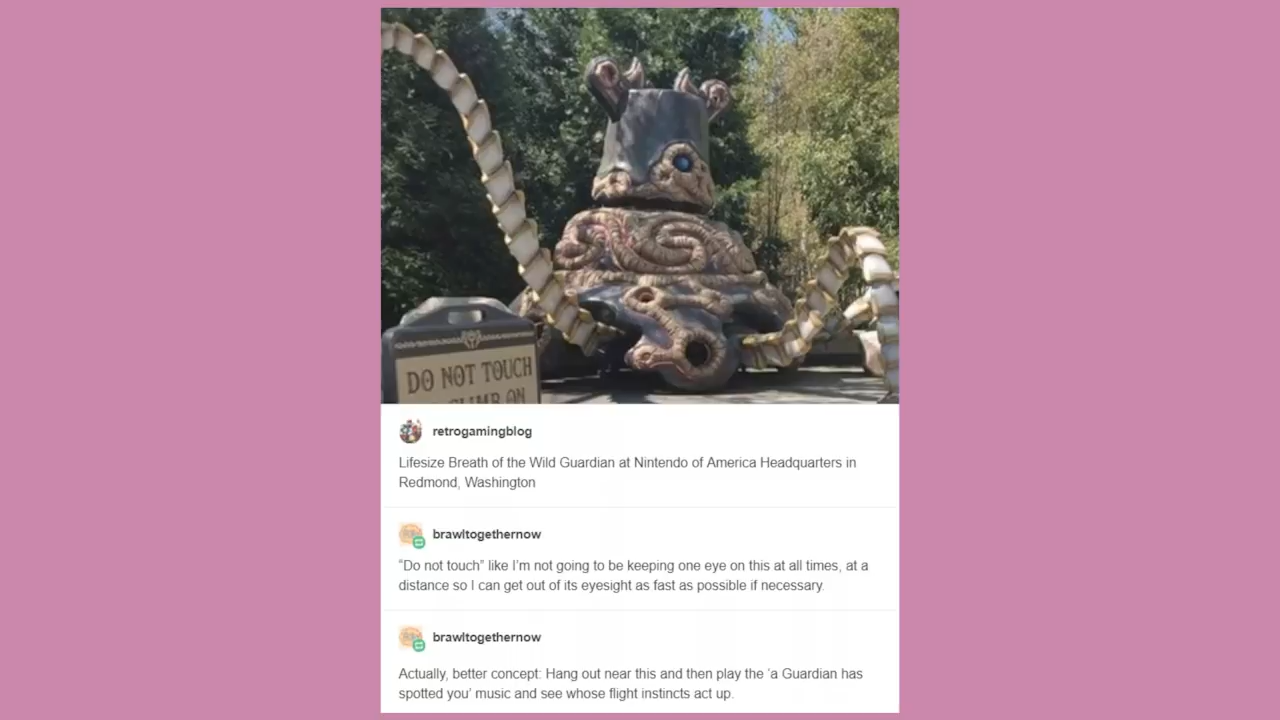 DO NOT TOUCH
CLIMB ON
retrogamingblog
Lifesize Breath of the Wild Guardian at Nintendo of America Headquarters in
Redmond, Washington
brawltogethernow
“Do not touch” like I’m not going to be keeping one eye on this at all times, at a
distance so I can get out of its eyesight as fast as possible if necessary.
brawltogethernow
Actually, better concept: Hang out near this and then play the ‘a Guardian has
spotted you’ music and see whose flight instincts act up.